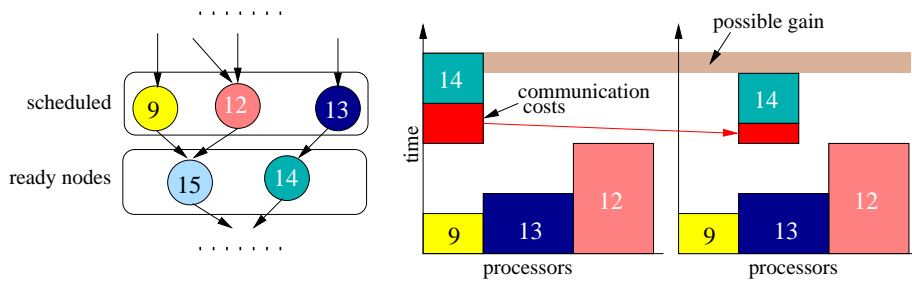 scheduled
9
12
13
ready nodes
15
14
possible gain
communication
costs
time
14
9
13
12
processors
14
9
13
12
processors